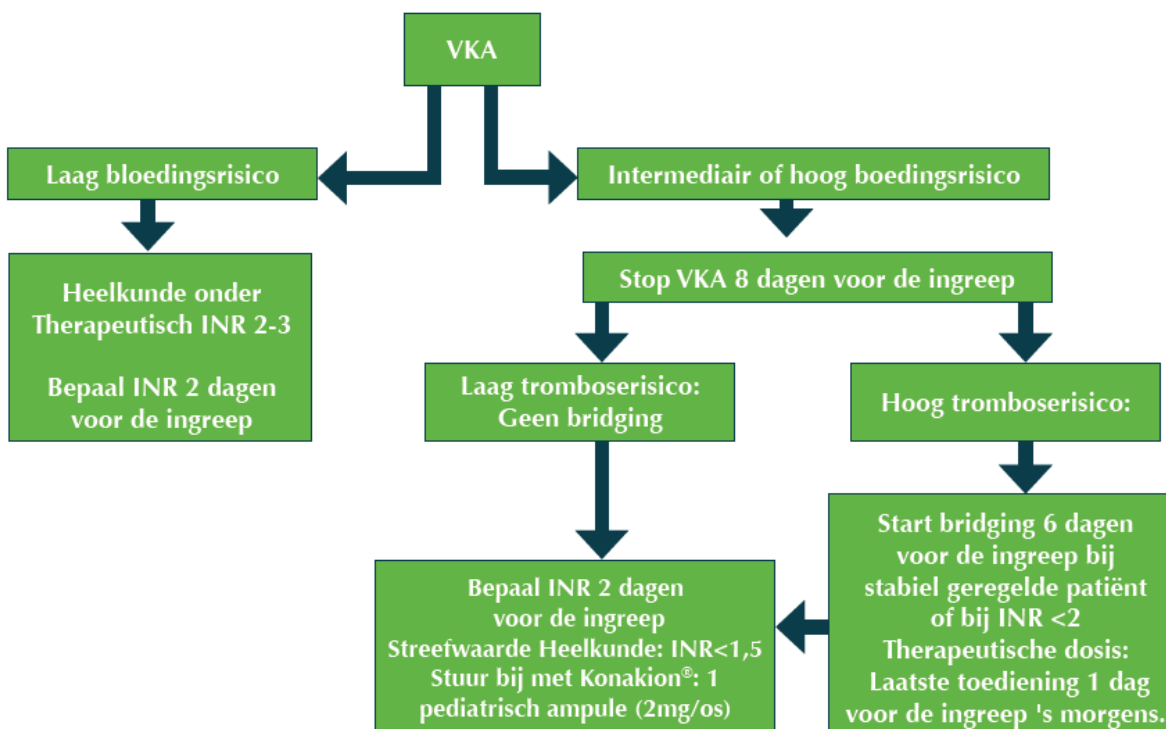 VKA
Laag bloedingsrisico
Intermediair of hoog boedingsrisico
Heelkunde onder
Therapeutisch INR 2-3
Bepaal INR 2 dagen
voor de ingreep
Stop VKA 8 dagen voor de ingreep
Laag tromboserisico:
Geen bridging
Hoog tromboserisico:
Bepaal INR 2 dagen
voor de ingreep
Streefwaarde Heelkunde: INR<1,5
Stuur bij met Konakion®: 1
pediatrisch ampule (2mg/os)
Start bridging 6 dagen
voor de ingreep bij
stabiel geregelde patiënt
of bij INR <2
Therapeutische dosis:
Laatste toediening 1 dag
voor de ingreep 's morgens.